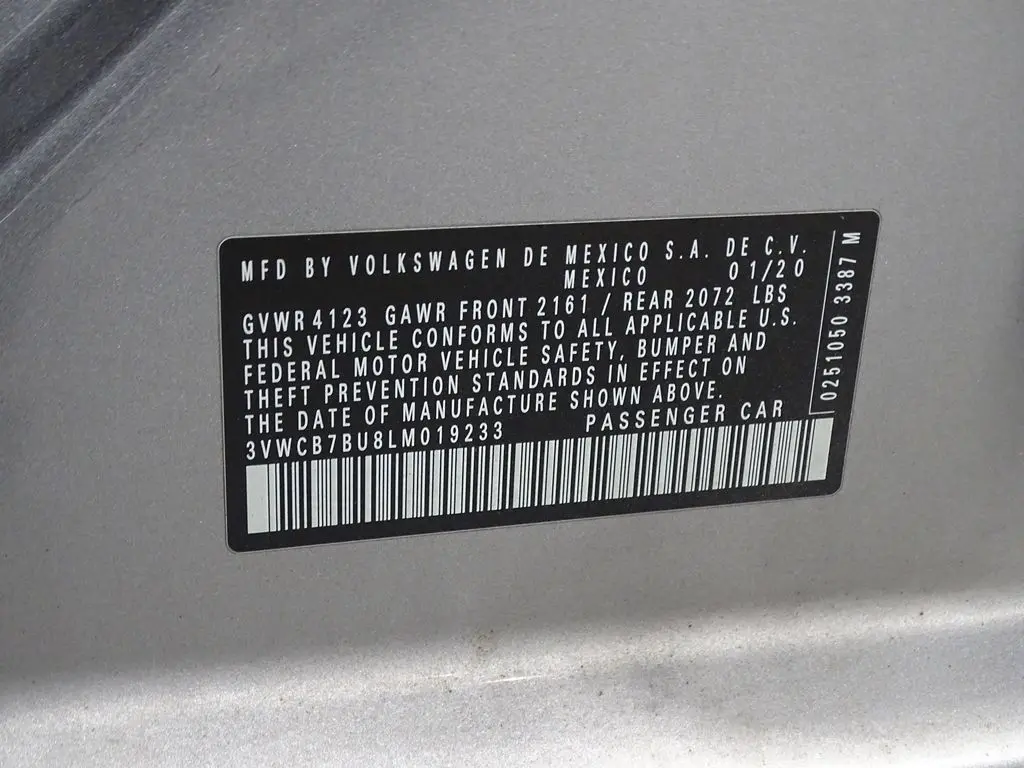 MFD BY VOLKSWAGEN DE MEXICO S.A. DE C.V.
MEXICO 01/20
GVWR 4123 GAWR FRONT 2161 / REAR 2072 LBS
THIS VEHICLE CONFORMS TO ALL APPLICABLE U.S.
FEDERAL MOTOR VEHICLE SAFETY, BUMPER AND
THEFT PREVENTION STANDARDS IN EFFECT ON
THE DATE OF MANUFACTURE SHOWN ABOVE.
3VWCB7BU8LM019233 PASSENGER CAR
0251050 3387 M